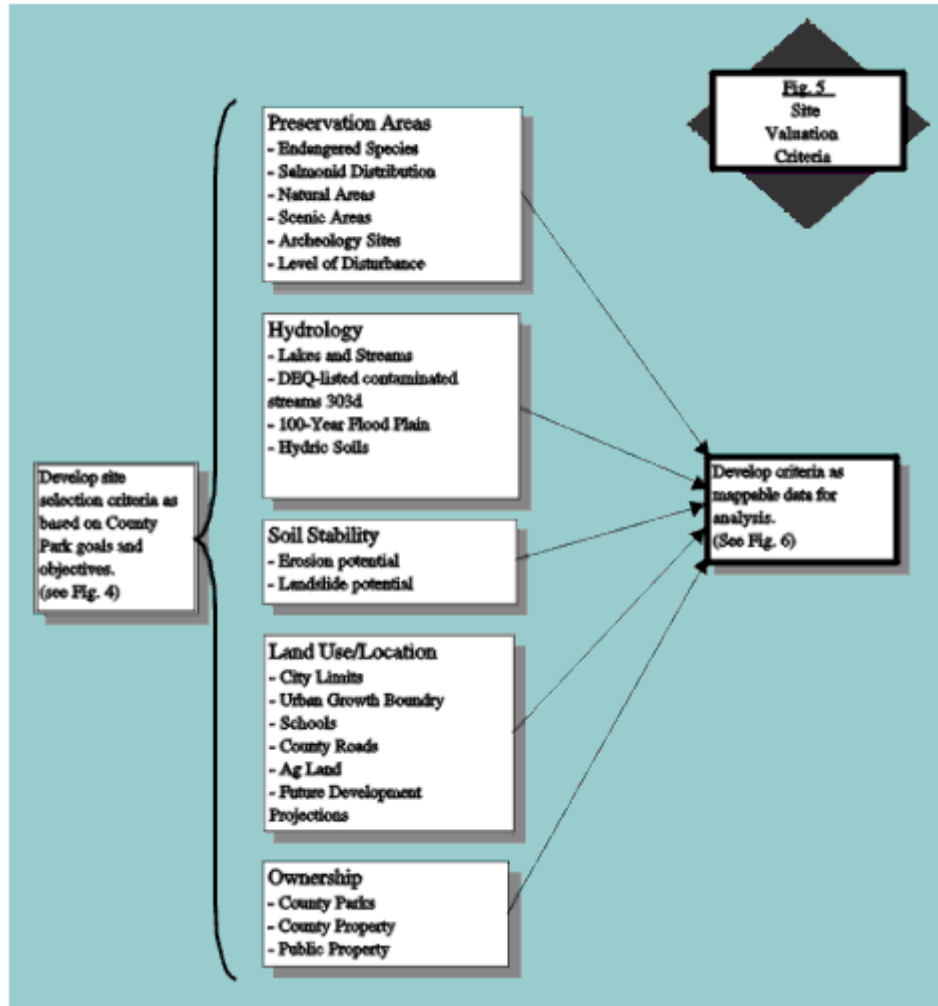 Fig. 5
Site
Valuation
Criteria
Develop site
selection criteria as
based on County
Park goals and
objectives.
(see Fig. 4)
Preservation Areas
- Endangered Species
- Salmonid Distribution
- Natural Areas
- Scenic Areas
- Archeology Sites
- Level of Disturbance
Hydrology
- Lakes and Streams
- DEQ-listed contaminated
streams 303d
- 100-Year Flood Plain
- Hydric Soils
Soil Stability
- Erosion potential
- Landslide potential
Land Use/Location
- City Limits
- Urban Growth Boundry
- Schools
- County Roads
- Ag Land
- Future Development
Projections
Ownership
- County Parks
- County Property
- Public Property
Develop criteria as
mappable data for
analysis.
(See Fig. 6)